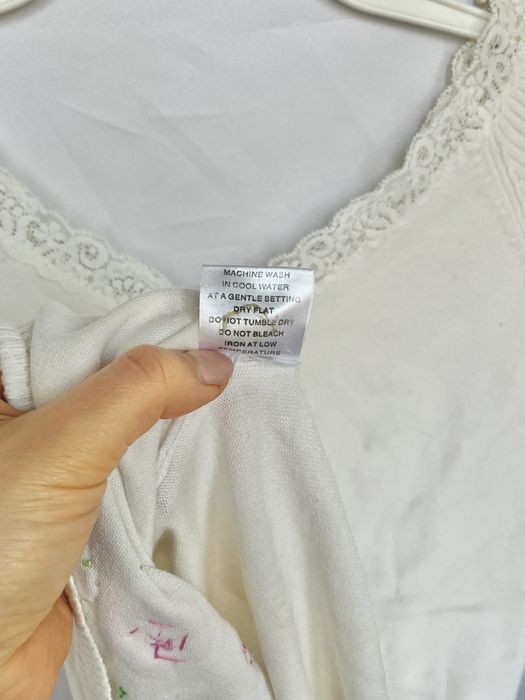 MACHINE WASH
IN COOL WATER
AT A GENTLE SETTING
DRY FLAT
DO NOT TUMBLE DRY
DO NOT BLEACH
IRON AT LOW
TEMPERATURE